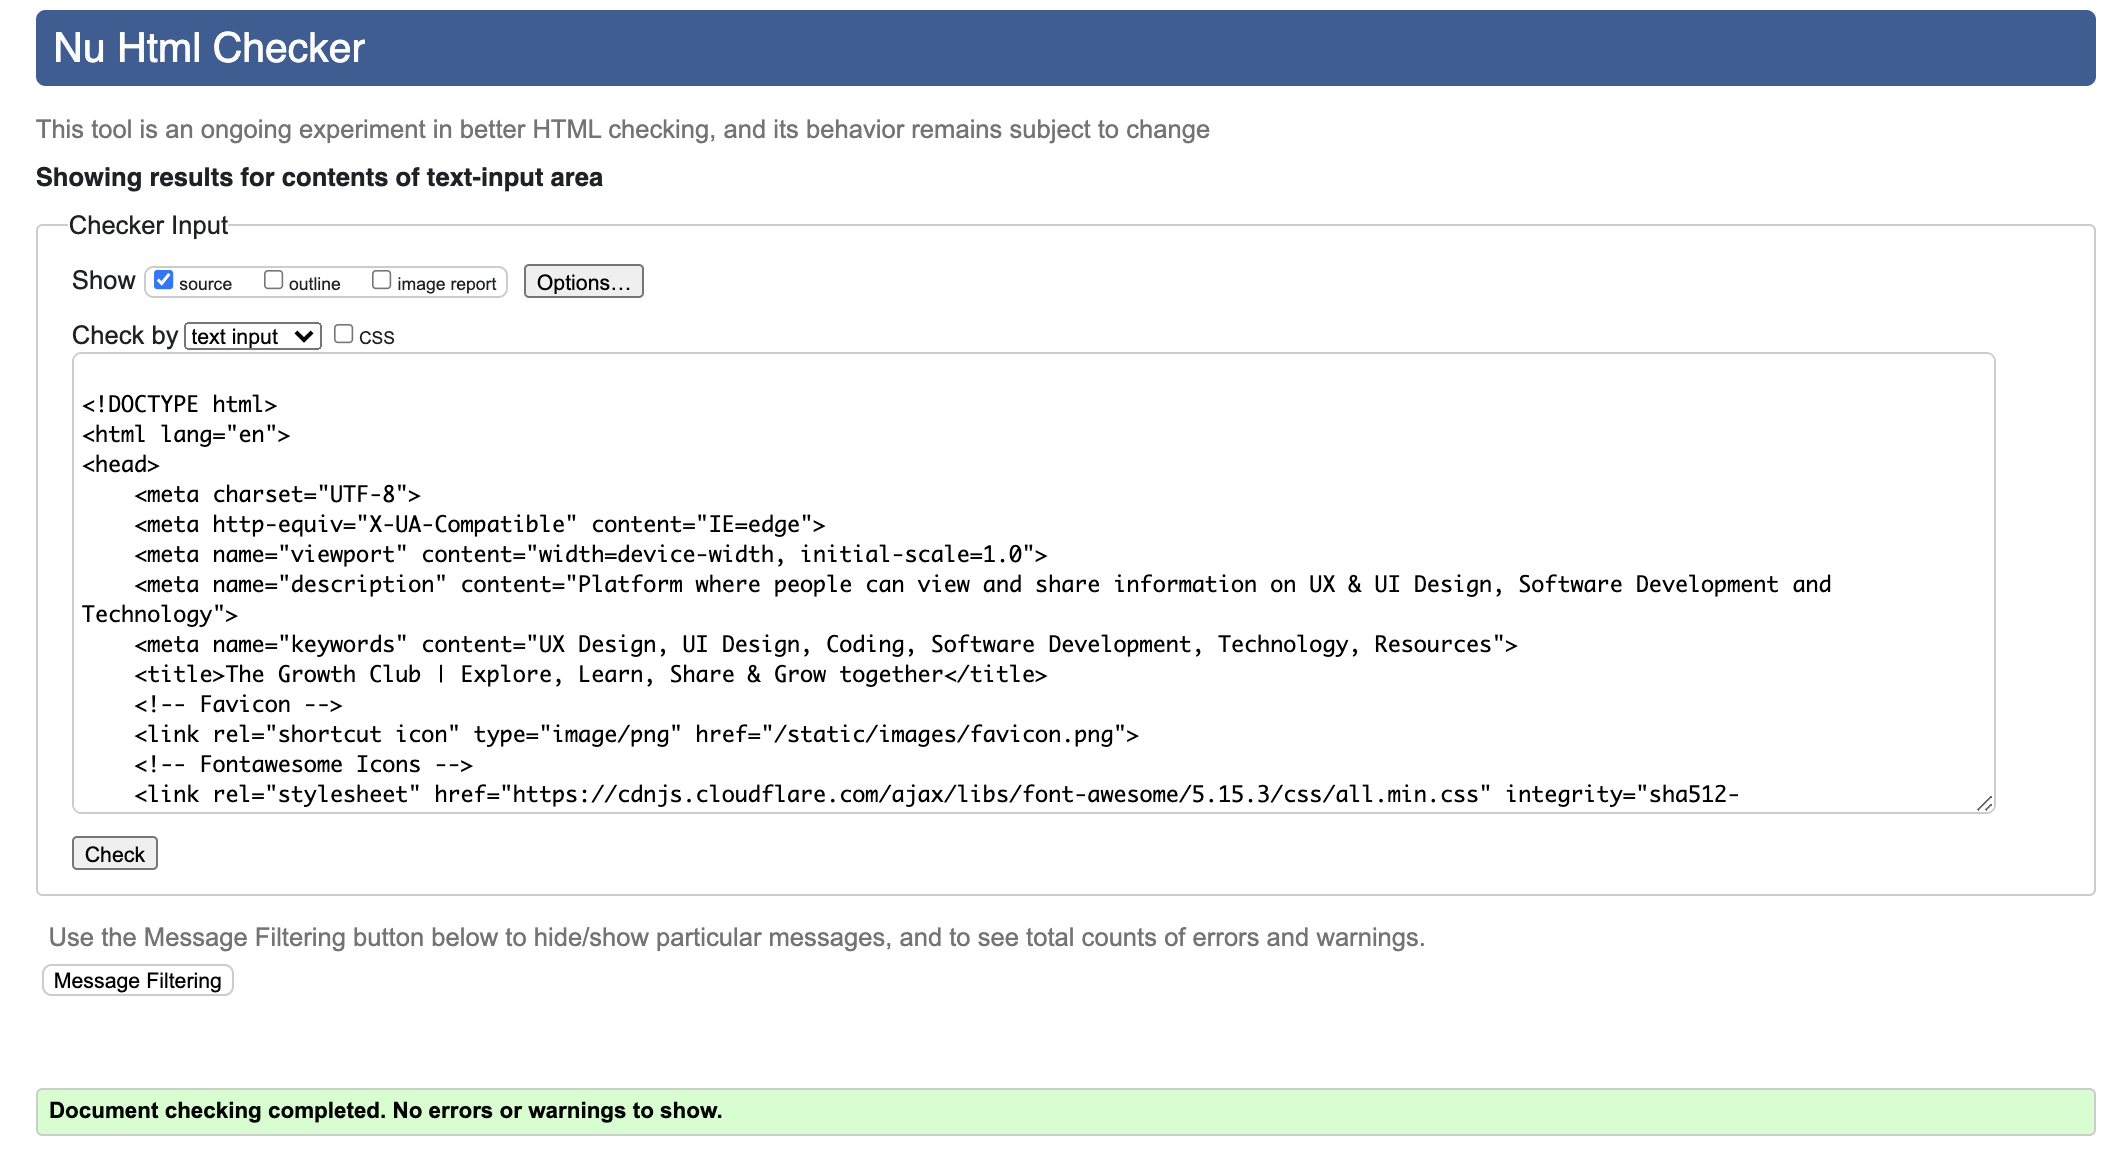 Nu Html Checker
This tool is an ongoing experiment in better HTML checking, and its behavior remains subject to change
Showing results for contents of text-input area
Checker Input
Show source outline image report Options...
Check by text input CSS
<!DOCTYPE html>
<html lang="en">
<head>
    <meta charset="UTF-8">
    <meta http-equiv="X-UA-Compatible" content="IE=edge">
    <meta name="viewport" content="width=device-width, initial-scale=1.0">
    <meta name="description" content="Platform where people can view and share information on UX & UI Design, Software Development and
Technology">
    <meta name="keywords" content="UX Design, UI Design, Coding, Software Development, Technology, Resources">
    <title>The Growth Club | Explore, Learn, Share & Grow together</title>
    <!-- Favicon -->
    <link rel="shortcut icon" type="image/png" href="/static/images/favicon.png">
    <!-- Fontawesome Icons -->
    <link rel="stylesheet" href="https://cdnjs.cloudflare.com/ajax/libs/font-awesome/5.15.3/css/all.min.css" integrity="sha512-
Check
Use the Message Filtering button below to hide/show particular messages, and to see total counts of errors and warnings.
Message Filtering
Document checking completed. No errors or warnings to show.